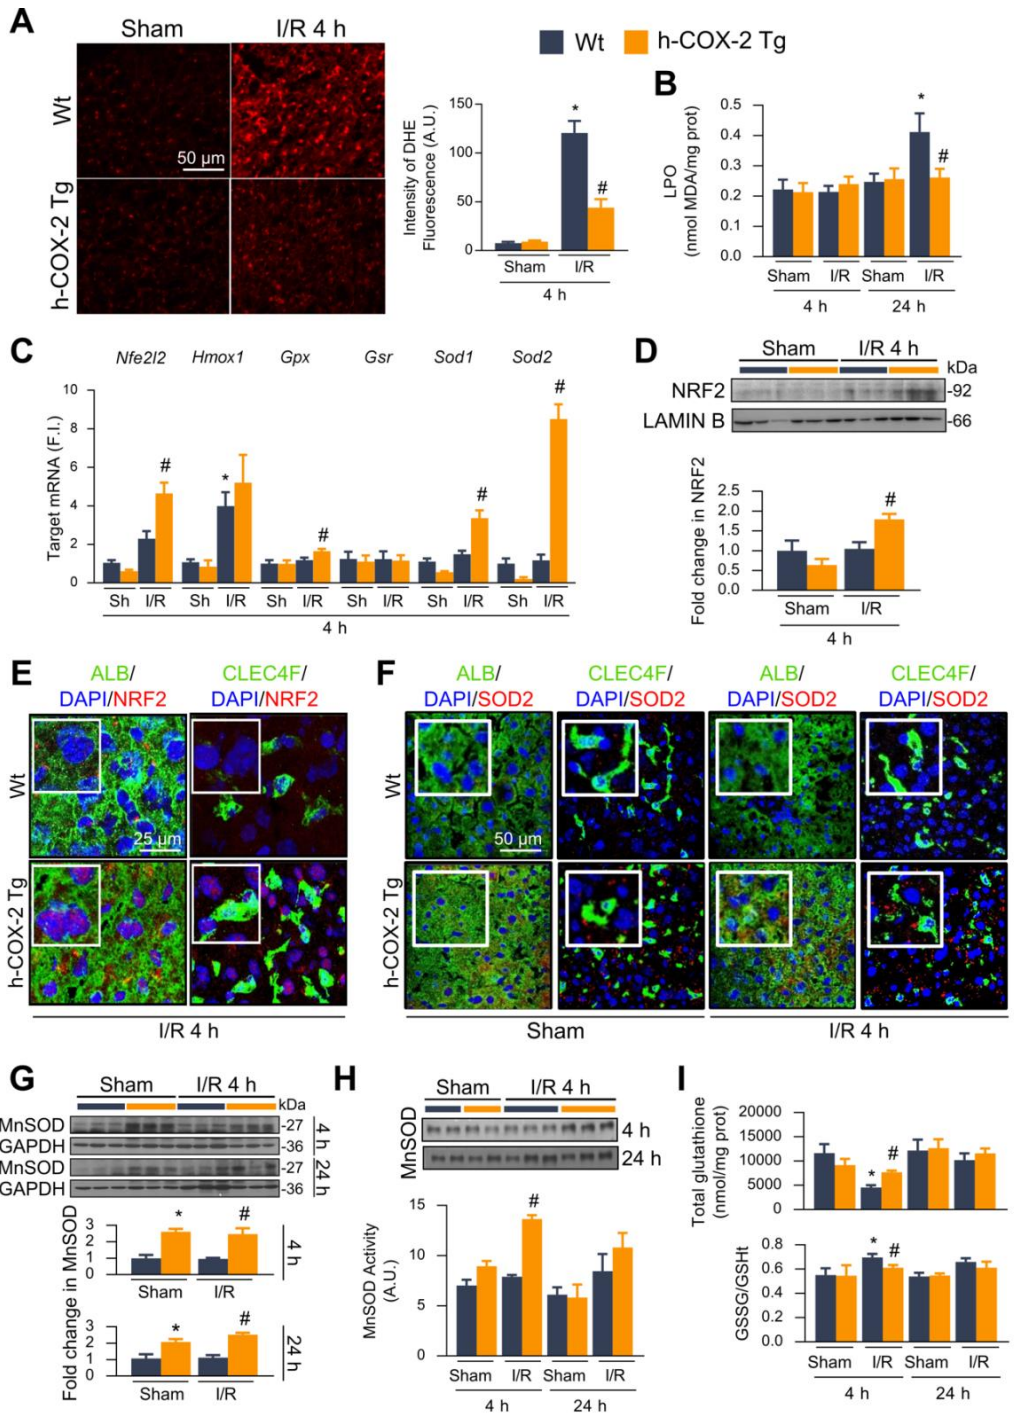 A
Sham
I/R 4 h
Wt
h-COX-2 Tg
50 µm
Wt
h-COX-2 Tg
Intensity of DHE
Fluorescence (A.U.)
150
100
50
0
*
#
Sham
I/R
4 h
B
LPO
(nmol MDA/mg prot)
0.5
0.4
0.3
0.2
0.1
0.0
*
#
Sham
I/R
Sham
I/R
4 h
24 h
C
Nfe2l2
Hmox1
Gpx
Gsr
Sod1
Sod2
Target mRNA (F.I.)
10
8
6
4
2
0
#
*
#
#
#
Sh
I/R
Sh
I/R
Sh
I/R
Sh
I/R
Sh
I/R
Sh
I/R
4 h
D
Sham
I/R 4 h
kDa
NRF2
-92
LAMIN B
-66
Fold change in NRF2
2.5
2.0
1.5
1.0
0.5
0.0
#
Sham
I/R
4 h
E
ALB/
DAPI/NRF2
CLEC4F/
DAPI/NRF2
Wt
25 µm
h-COX-2 Tg
I/R 4 h
F
ALB/
DAPI/SOD2
CLEC4F/
DAPI/SOD2
ALB/
DAPI/SOD2
CLEC4F/
DAPI/SOD2
Wt
50 µm
h-COX-2 Tg
Sham
I/R 4 h
G
Sham
I/R 4 h
kDa
MnSOD
-27
GAPDH
-36
4 h
MnSOD
-27
GAPDH
-36
24 h
Fold change in MnSOD
3
2
1
0
*
#
Sham
I/R
4 h
3
2
1
0
*
#
Sham
I/R
24 h
H
Sham
I/R 4 h
MnSOD
4 h
24 h
MnSOD Activity
(A.U.)
15
10
5
0
#
Sham
I/R
Sham
I/R
4 h
24 h
I
Total glutathione
(nmol/mg prot)
20000
15000
10000
5000
0
*
#
GSSG/GSHt
0.8
0.6
0.4
0.2
0.0
*
#
Sham
I/R
Sham
I/R
4 h
24 h